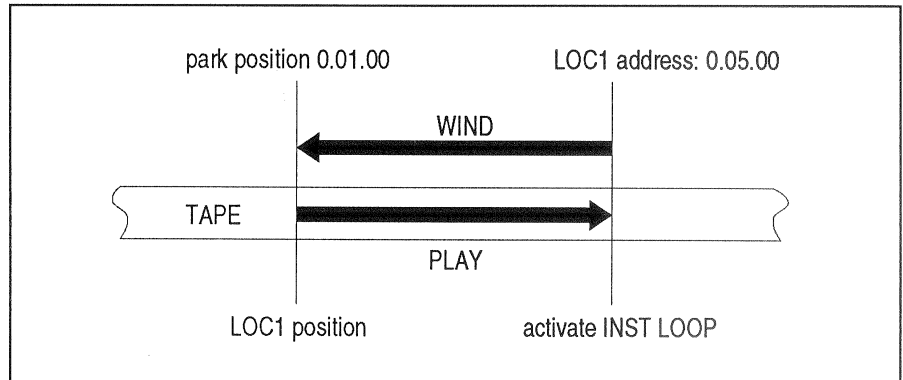 park position 0.01.00
LOC1 address: 0.05.00
WIND
TAPE
PLAY
LOC1 position
activate INST LOOP